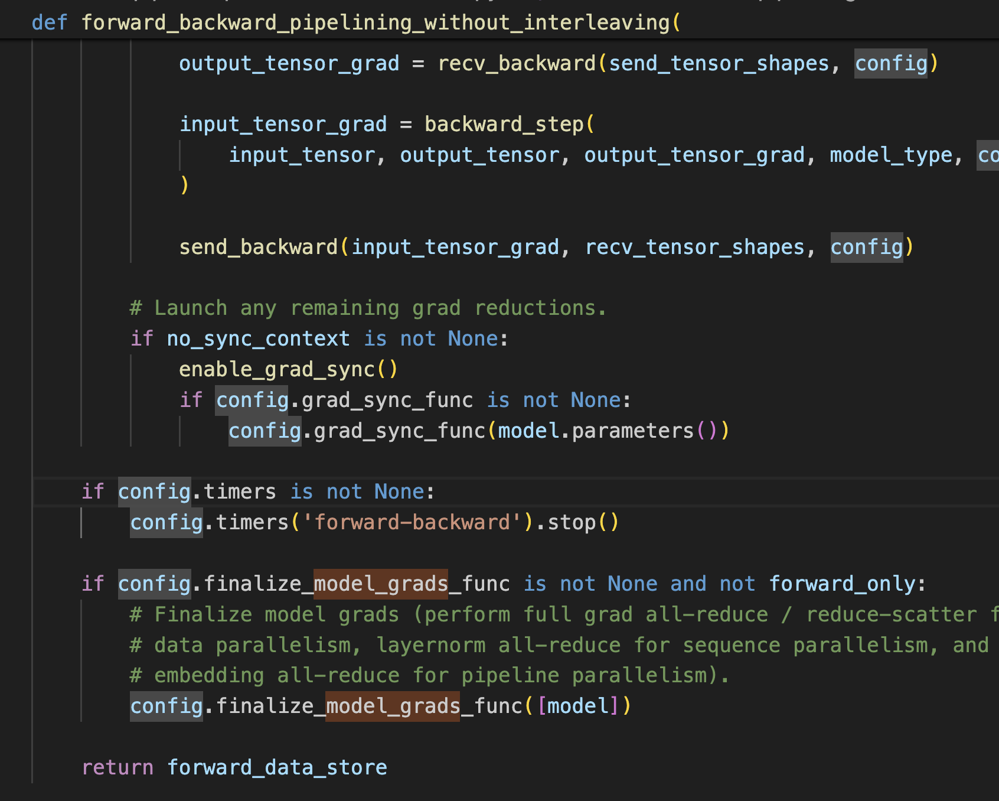 def forward_backward_pipelining_without_interleaving(
output_tensor_grad = recv_backward(send_tensor_shapes, config)
input_tensor_grad = backward_step(
input_tensor, output_tensor, output_tensor_grad, model_type, co
)
send_backward(input_tensor_grad, recv_tensor_shapes, config)
# Launch any remaining grad reductions.
if no_sync_context is not None:
enable_grad_sync()
if config.grad_sync_func is not None:
config.grad_sync_func(model.parameters())
if config.timers is not None:
config.timers('forward-backward').stop()
if config.finalize_model_grads_func is not None and not forward_only:
# Finalize model grads (perform full grad all-reduce / reduce-scatter f
# data parallelism, layernorm all-reduce for sequence parallelism, and
# embedding all-reduce for pipeline parallelism).
config.finalize_model_grads_func([model])
return forward_data_store